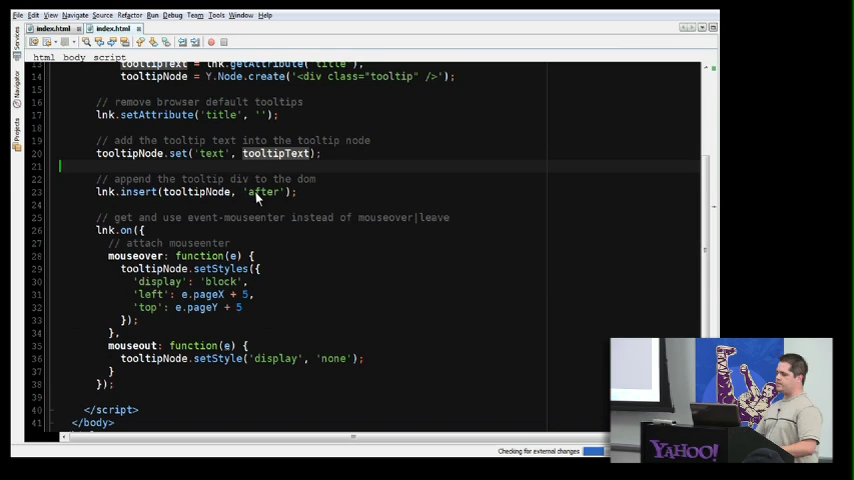 File Edit View Navigate Source Refactor Run Debug Team Tools Window Help
index.html index.html
html body script
Services
Navigator
Projects
13 tooltipText = lnk.getAttribute('title'),
14 tooltipNode = Y.Node.create('<div class="tooltip" />');
15
16 // remove browser default tooltips
17 lnk.setAttribute('title', '');
18
19 // add the tooltip text into the tooltip node
20 tooltipNode.set('text', tooltipText);
21
22 // append the tooltip div to the dom
23 lnk.insert(tooltipNode, 'after');
24
25 // get and use event-mouseenter instead of mouseover|leave
26 lnk.on({
27 // attach mouseenter
28 mouseover: function(e) {
29 tooltipNode.setStyles({
30 'display': 'block',
31 'left': e.pageX + 5,
32 'top': e.pageY + 5
33 });
34 },
35 mouseout: function(e) {
36 tooltipNode.setStyle('display', 'none');
37 }
38 });
39
40 </script>
41 </body>
Checking for external changes
YAHOO!